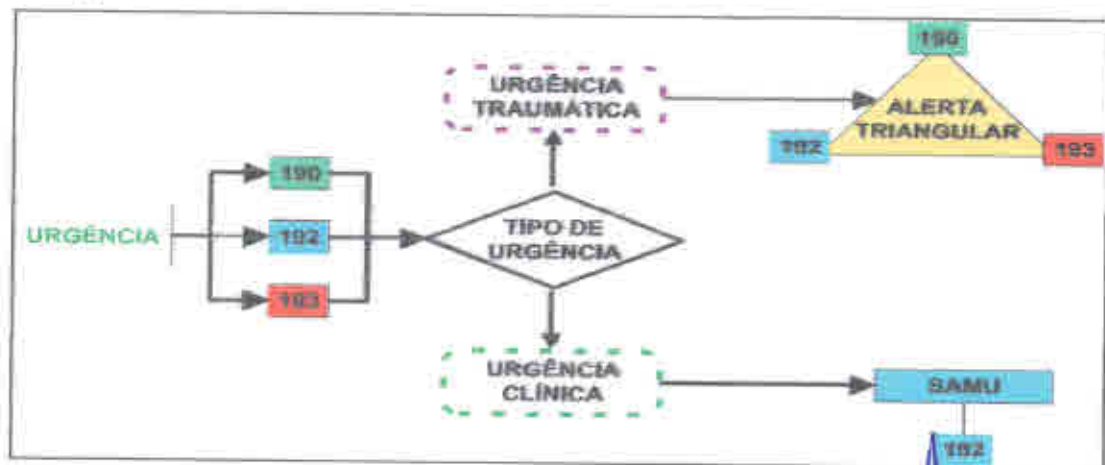 URGÊNCIA
190
192
193
TIPO DE
URGÊNCIA
URGÊNCIA
TRAUMÁTICA
190
ALERTA
TRIANGULAR
192
193
URGÊNCIA
CLÍNICA
SAMU
192